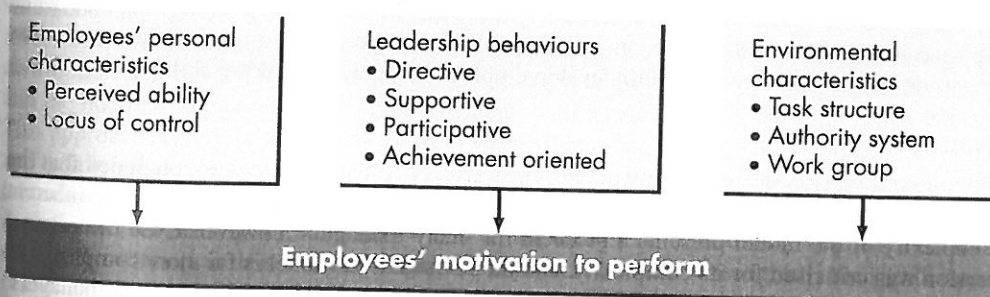 Employees' personal
characteristics
• Perceived ability
• Locus of control
Leadership behaviours
• Directive
• Supportive
• Participative
• Achievement oriented
Environmental
characteristics
• Task structure
• Authority system
• Work group
Employees' motivation to perform